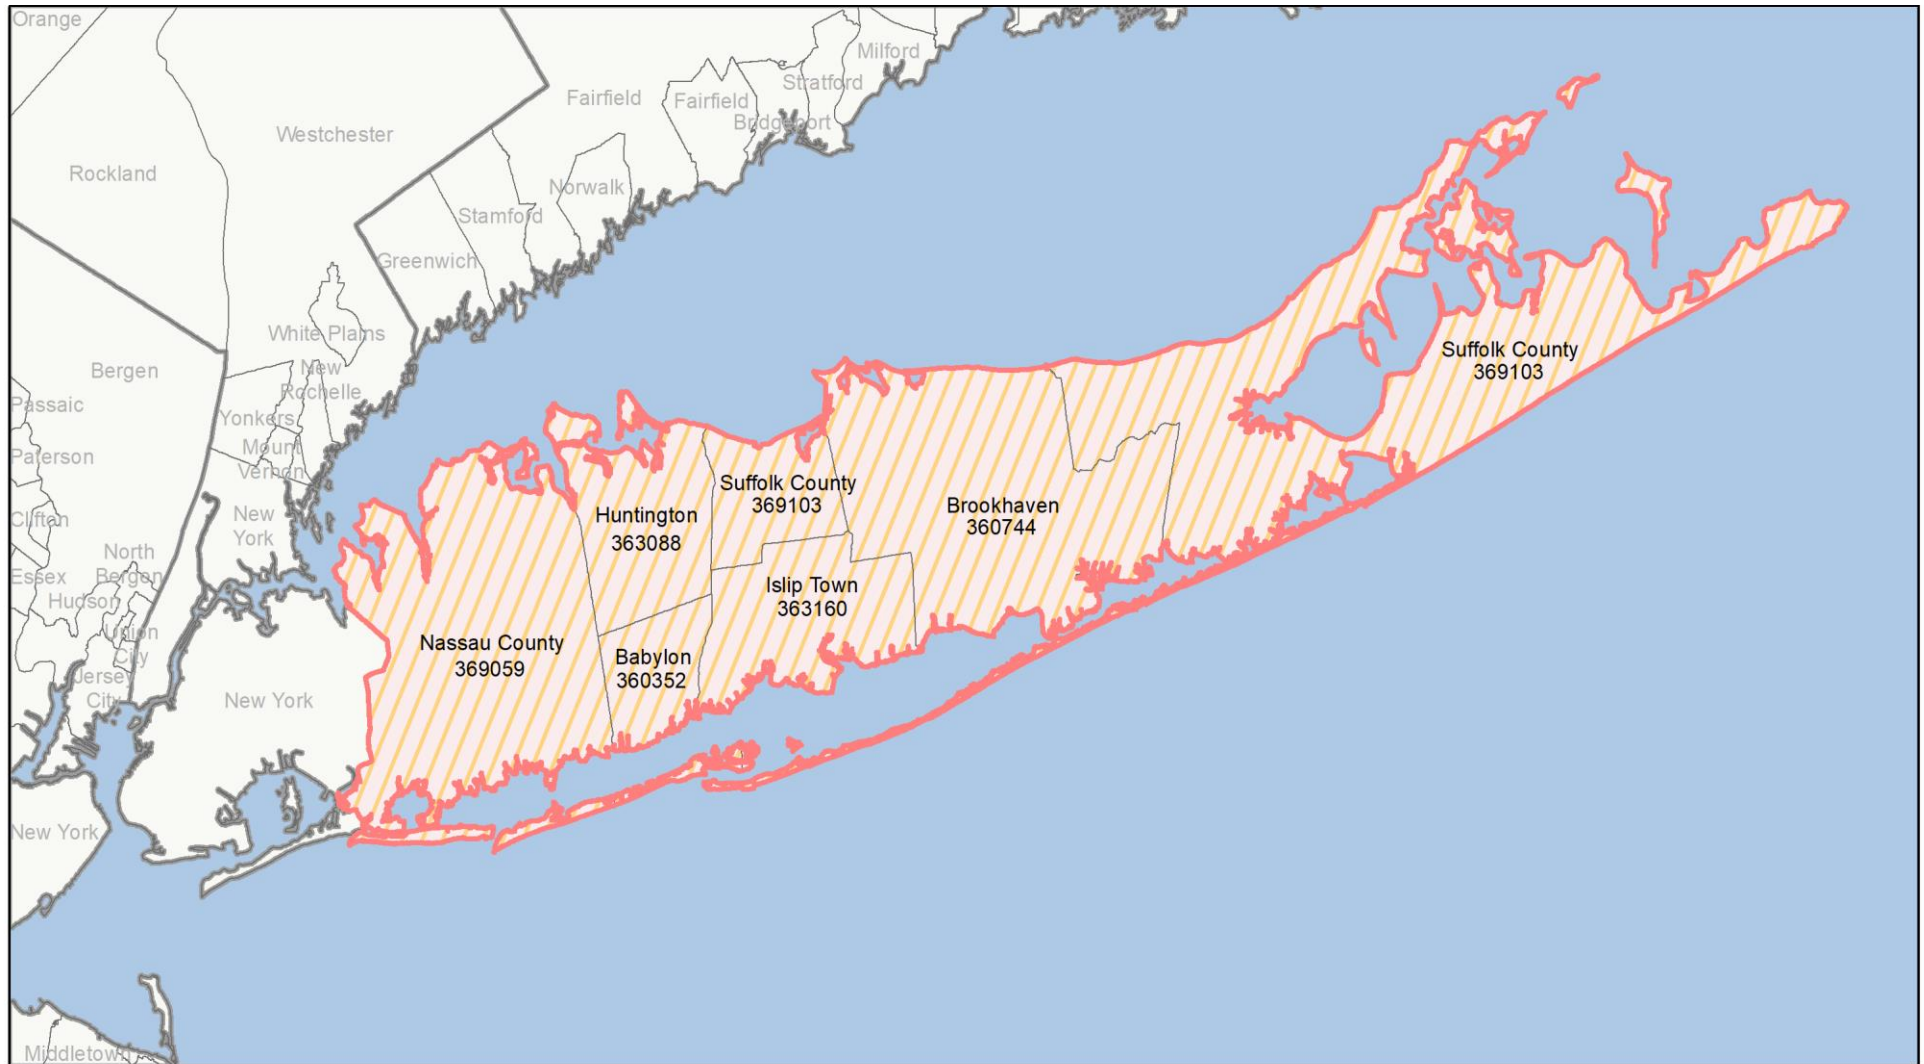 Orange
Milford
Stratford
Fairfield
Fairfield
Bridgeport
Westchester
Rockland
Norwalk
Stamford
Greenwich
White Plains
Bergen
New
Rochelle
Passaic
Yonkers
Mount
Vernon
Paterson
Clifton
New
York
North
Bergen
Essex
Hudson
Union
City
Jersey
City
New York
New York
Middletown
Suffolk County
369103
Suffolk County
369103
Brookhaven
360744
Huntington
363088
Islip Town
363160
Nassau County
369059
Babylon
360352